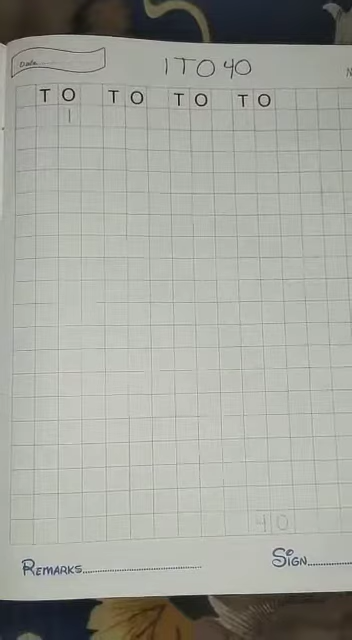 Date
1 TO 40
T O T O T O T O
1
40
REMARKS
SIGN